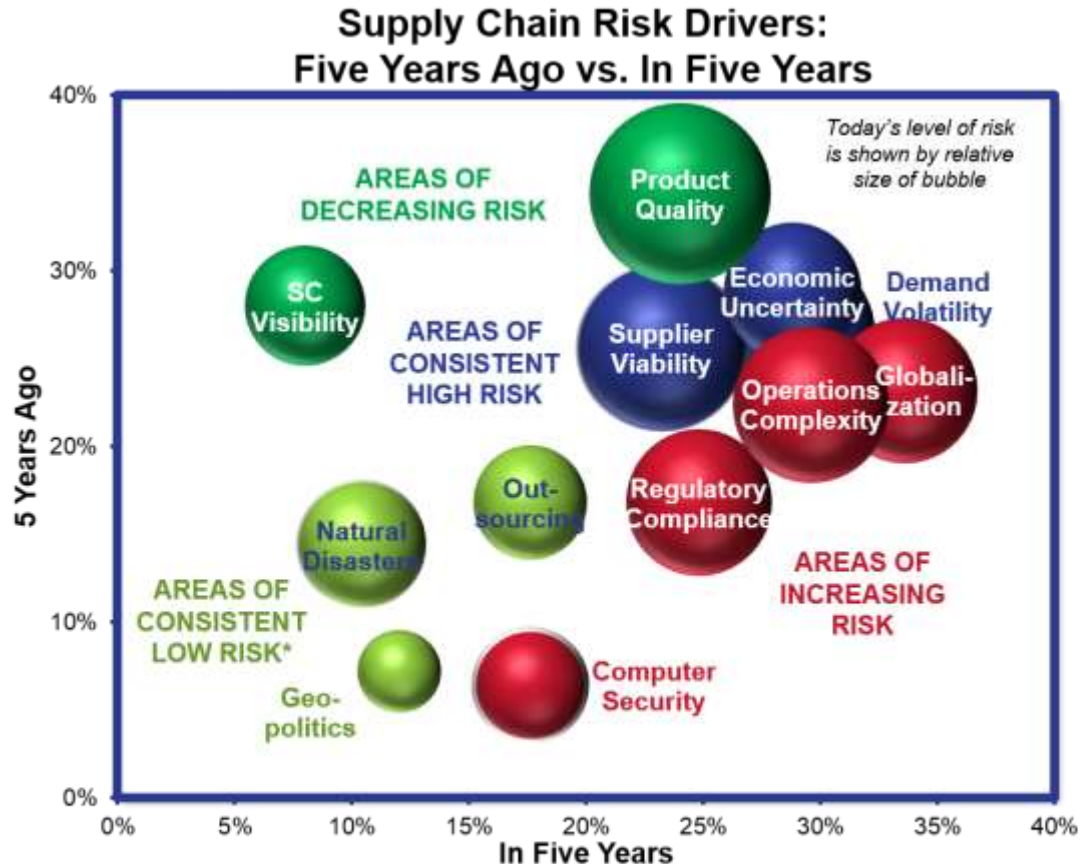 Supply Chain Risk Drivers:
Five Years Ago vs. In Five Years
Today's level of risk
is shown by relative
size of bubble
AREAS OF
DECREASING RISK
Product
Quality
SC
Visibility
Economic
Uncertainty
Demand
Volatility
AREAS OF
CONSISTENT
HIGH RISK
Supplier
Viability
Operations
Complexity
Globali-
zation
Out-
sourcing
Regulatory
Compliance
Natural
Disasters
AREAS OF
CONSISTENT
LOW RISK*
AREAS OF
INCREASING
RISK
Geo-
politics
Computer
Security
5 Years Ago
40%
30%
20%
10%
0%
0% 5% 10% 15% 20% 25% 30% 35% 40%
In Five Years